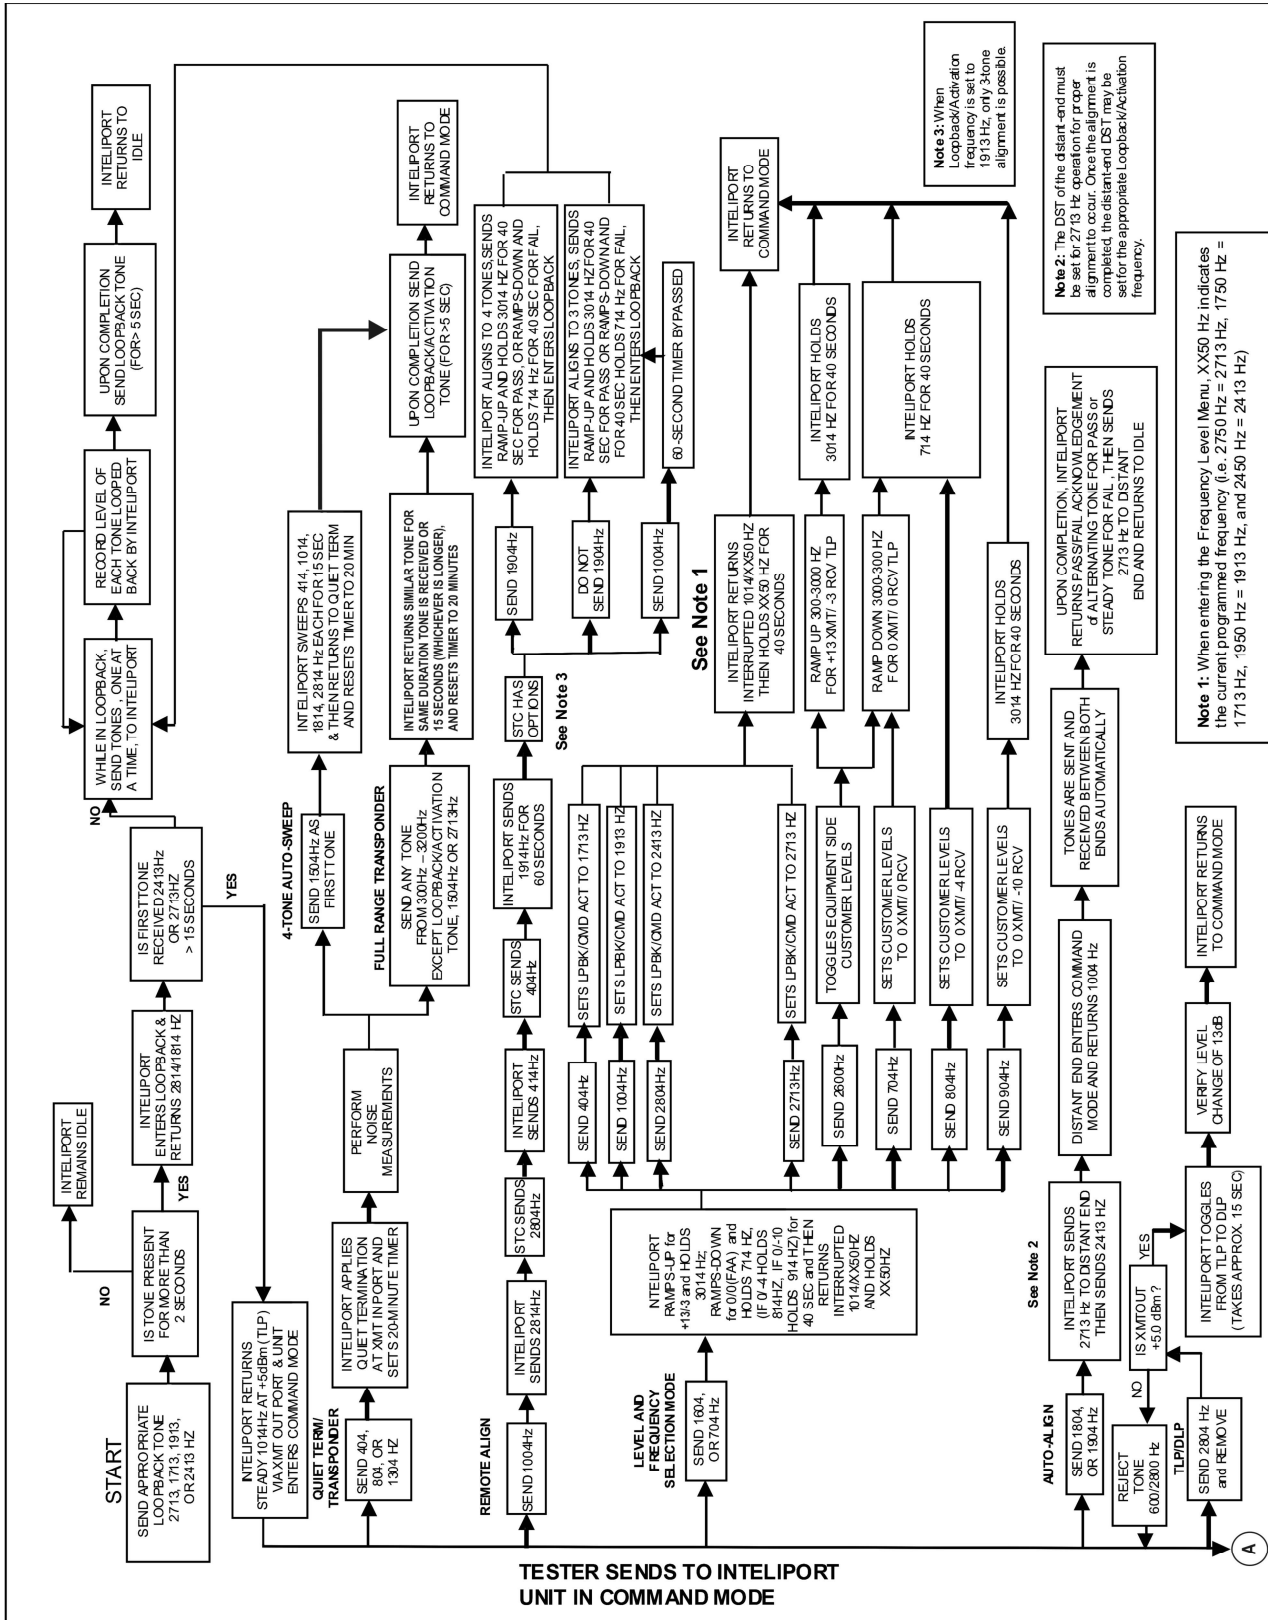 START
SEND APPROPRIATE
LOOPBACK TONE
2713, 1713, 1913,
OR 2413 HZ
IS TONE PRESENT
FOR MORE THAN
2 SECONDS
NO
INTELIPORT
REMAINS IDLE
YES
INTELIPORT
ENTERS LOOPBACK &
RETURNS 2814/1814 HZ
IS FIRST TONE
RECEIVED 2413Hz
OR 2713HZ
> 15 SECONDS
NO
YES
WHILE IN LOOPBACK,
SEND TONES , ONE AT
A TIME, TO INTELIPORT
RECORD LEVEL OF
EACH TONE LOOPED
BACK BY INTELIPORT
UPON COMPLETION
SEND LOOPBACK TONE
(FOR > 5 SEC)
INTELIPORT
RETURNS TO
IDLE
INTELIPORT RETURNS
STEADY 1014Hz AT +5dBm (TLP)
VIA XMT OUT PORT & UNIT
ENTERS COMMAND MODE
QUIET TERM/
TRANSPONDER
SEND 404,
804, OR
1304 HZ
INTELIPORT APPLIES
QUIET TERMINATION
AT XMT IN PORT AND
SETS 20-MINUTE TIMER
PERFORM
NOISE
MEASUREMENTS
4-TONE AUTO-SWEEP
SEND 1504Hz AS
FIRST TONE
INTELIPORT SWEEPS 414, 1014,
1814, 2814 Hz EACH FOR 15 SEC
& THEN RETURNS TO QUIET TERM
AND RESETS TIMER TO 20 MIN
FULL RANGE TRANSPONDER
SEND ANY TONE
FROM 300Hz – 3200Hz
EXCEPT LOOPBACK/ACTIVATION
TONE, 1504Hz OR 2713Hz
INTELIPORT RETURNS SIMILAR TONE FOR
SAME DURATION TONE IS RECEIVED OR
15 SECONDS (WHICHEVER IS LONGER),
AND RESETS TIMER TO 20 MINUTES
UPON COMPLETION SEND
LOOPBACK/ACTIVATION
TONE (FOR >5 SEC)
INTELIPORT
RETURNS TO
COMMAND MODE
REMOTE ALIGN
SEND 1004Hz
INTELIPORT
SENDS 2814Hz
STC SENDS
2804Hz
INTELIPORT
SENDS 414Hz
STC SENDS
404Hz
INTELIPORT SENDS
1914Hz FOR
60 SECONDS
STC HAS
OPTIONS
See Note 3
SEND 1904Hz
INTELIPORT ALIGNS TO 4 TONES, SENDS
RAMP-UP AND HOLDS 3014 HZ FOR 40
SEC FOR PASS, OR RAMPS-DOWN AND
HOLDS 714 Hz FOR 40 SEC FOR FAIL,
THEN ENTERS LOOPBACK
DO NOT
SEND 1904Hz
INTELIPORT ALIGNS TO 3 TONES, SENDS
RAMP-UP AND HOLDS 3014 HZ FOR 40
SEC FOR PASS OR RAMPS-DOWN AND
FOR 40 SEC HOLDS 714 Hz FOR FAIL,
THEN ENTERS LOOPBACK
SEND 1004Hz
60-SECOND TIMER BYPASSED
LEVEL AND
FREQUENCY
SELECTION MODE
SEND 1604,
OR 704 Hz
NTELIPORT
RAMPS-UP for
+13/3 and HOLDS
3014 Hz;
RAMPS-DOWN
for 0/0(FAA) and
HOLDS 714 HZ,
(IF 0/-4 HOLDS
814HZ, IF 0/-10
HOLDS 914 HZ) for
40 SEC and THEN
RETURNS
INTERRUPTED
1014/XX50HZ
AND HOLDS
XX50HZ
SEND 404Hz
SETS LPBK/CMD ACT TO 1713 HZ
SEND 1004Hz
SETS LPBK/CMD ACT TO 1913 HZ
SEND 2804Hz
SETS LPBK/CMD ACT TO 2413 HZ
SEND 2713Hz
SETS LPBK/CMD ACT TO 2713 HZ
See Note 1
INTELIPORT RETURNS
INTERRUPTED 1014/XX50 HZ
THEN HOLDS XX50 HZ FOR
40 SECONDS
INTELIPORT
RETURNS TO
COMMAND MODE
SEND 2600Hz
TOGGLES EQUIPMENT SIDE
CUSTOMER LEVELS
RAMP UP 300-3000 HZ
FOR +13 XMT/ -3 RCV TLP
INTELIPORT HOLDS
3014 HZ FOR 40 SECONDS
SEND 704Hz
SETS CUSTOMER LEVELS
TO 0 XMT/ 0 RCV
RAMP DOWN 3000-300 HZ
FOR 0 XMT/ 0 RCV TLP
INTELIPORT HOLDS
714 HZ FOR 40 SECONDS
SEND 804Hz
SETS CUSTOMER LEVELS
TO 0 XMT/ -4 RCV
SEND 904Hz
SETS CUSTOMER LEVELS
TO 0 XMT/ -10 RCV
INTELIPORT HOLDS
3014 HZ FOR 40 SECONDS
Note 3: When
Loopback/Activation
frequency is set to
1913 Hz, only 3-tone
alignment is possible.
AUTO-ALIGN
SEND 1804,
OR 1904 Hz
See Note 2
INTELIPORT SENDS
2713 Hz TO DISTANT END
THEN SENDS 2413 HZ
DISTANT END ENTERS COMMAND
MODE AND RETURNS 1004 Hz
TONES ARE SENT AND
RECEIVED BETWEEN BOTH
ENDS AUTOMATICALLY
UPON COMPLETION, INTELIPORT
RETURNS PASS/FAIL ACKNOWLEDGEMENT
of ALTERNATING TONE FOR PASS or
STEADY TONE FOR FAIL , THEN SENDS
2713 Hz TO DISTANT
END AND RETURNS TO IDLE
Note 2: The DST of the distant-end must
be set for 2713 Hz operation for proper
alignment to occur. Once the alignment is
completed, the distant-end DST may be
set for the appropriate Loopback/Activation
frequency.
REJECT
TONE
600/2800 Hz
NO
IS XMT OUT
+5.0 dBm ?
YES
TLP/DLP
SEND 2804 Hz
and REMOVE
INTELIPORT TOGGLES
FROM TLP TO DLP
(TAKES APPROX. 15 SEC)
VERIFY LEVEL
CHANGE OF 13dB
INTELIPORT RETURNS
TO COMMAND MODE
Note 1: When entering the Frequency Level Menu, XX50 Hz indicates
the current programmed frequency (i.e. 2750 Hz = 2713 Hz, 1750 Hz =
1713 Hz, 1950 Hz = 1913 Hz, and 2450 Hz = 2413 Hz)
A
TESTER SENDS TO INTELIPORT
UNIT IN COMMAND MODE